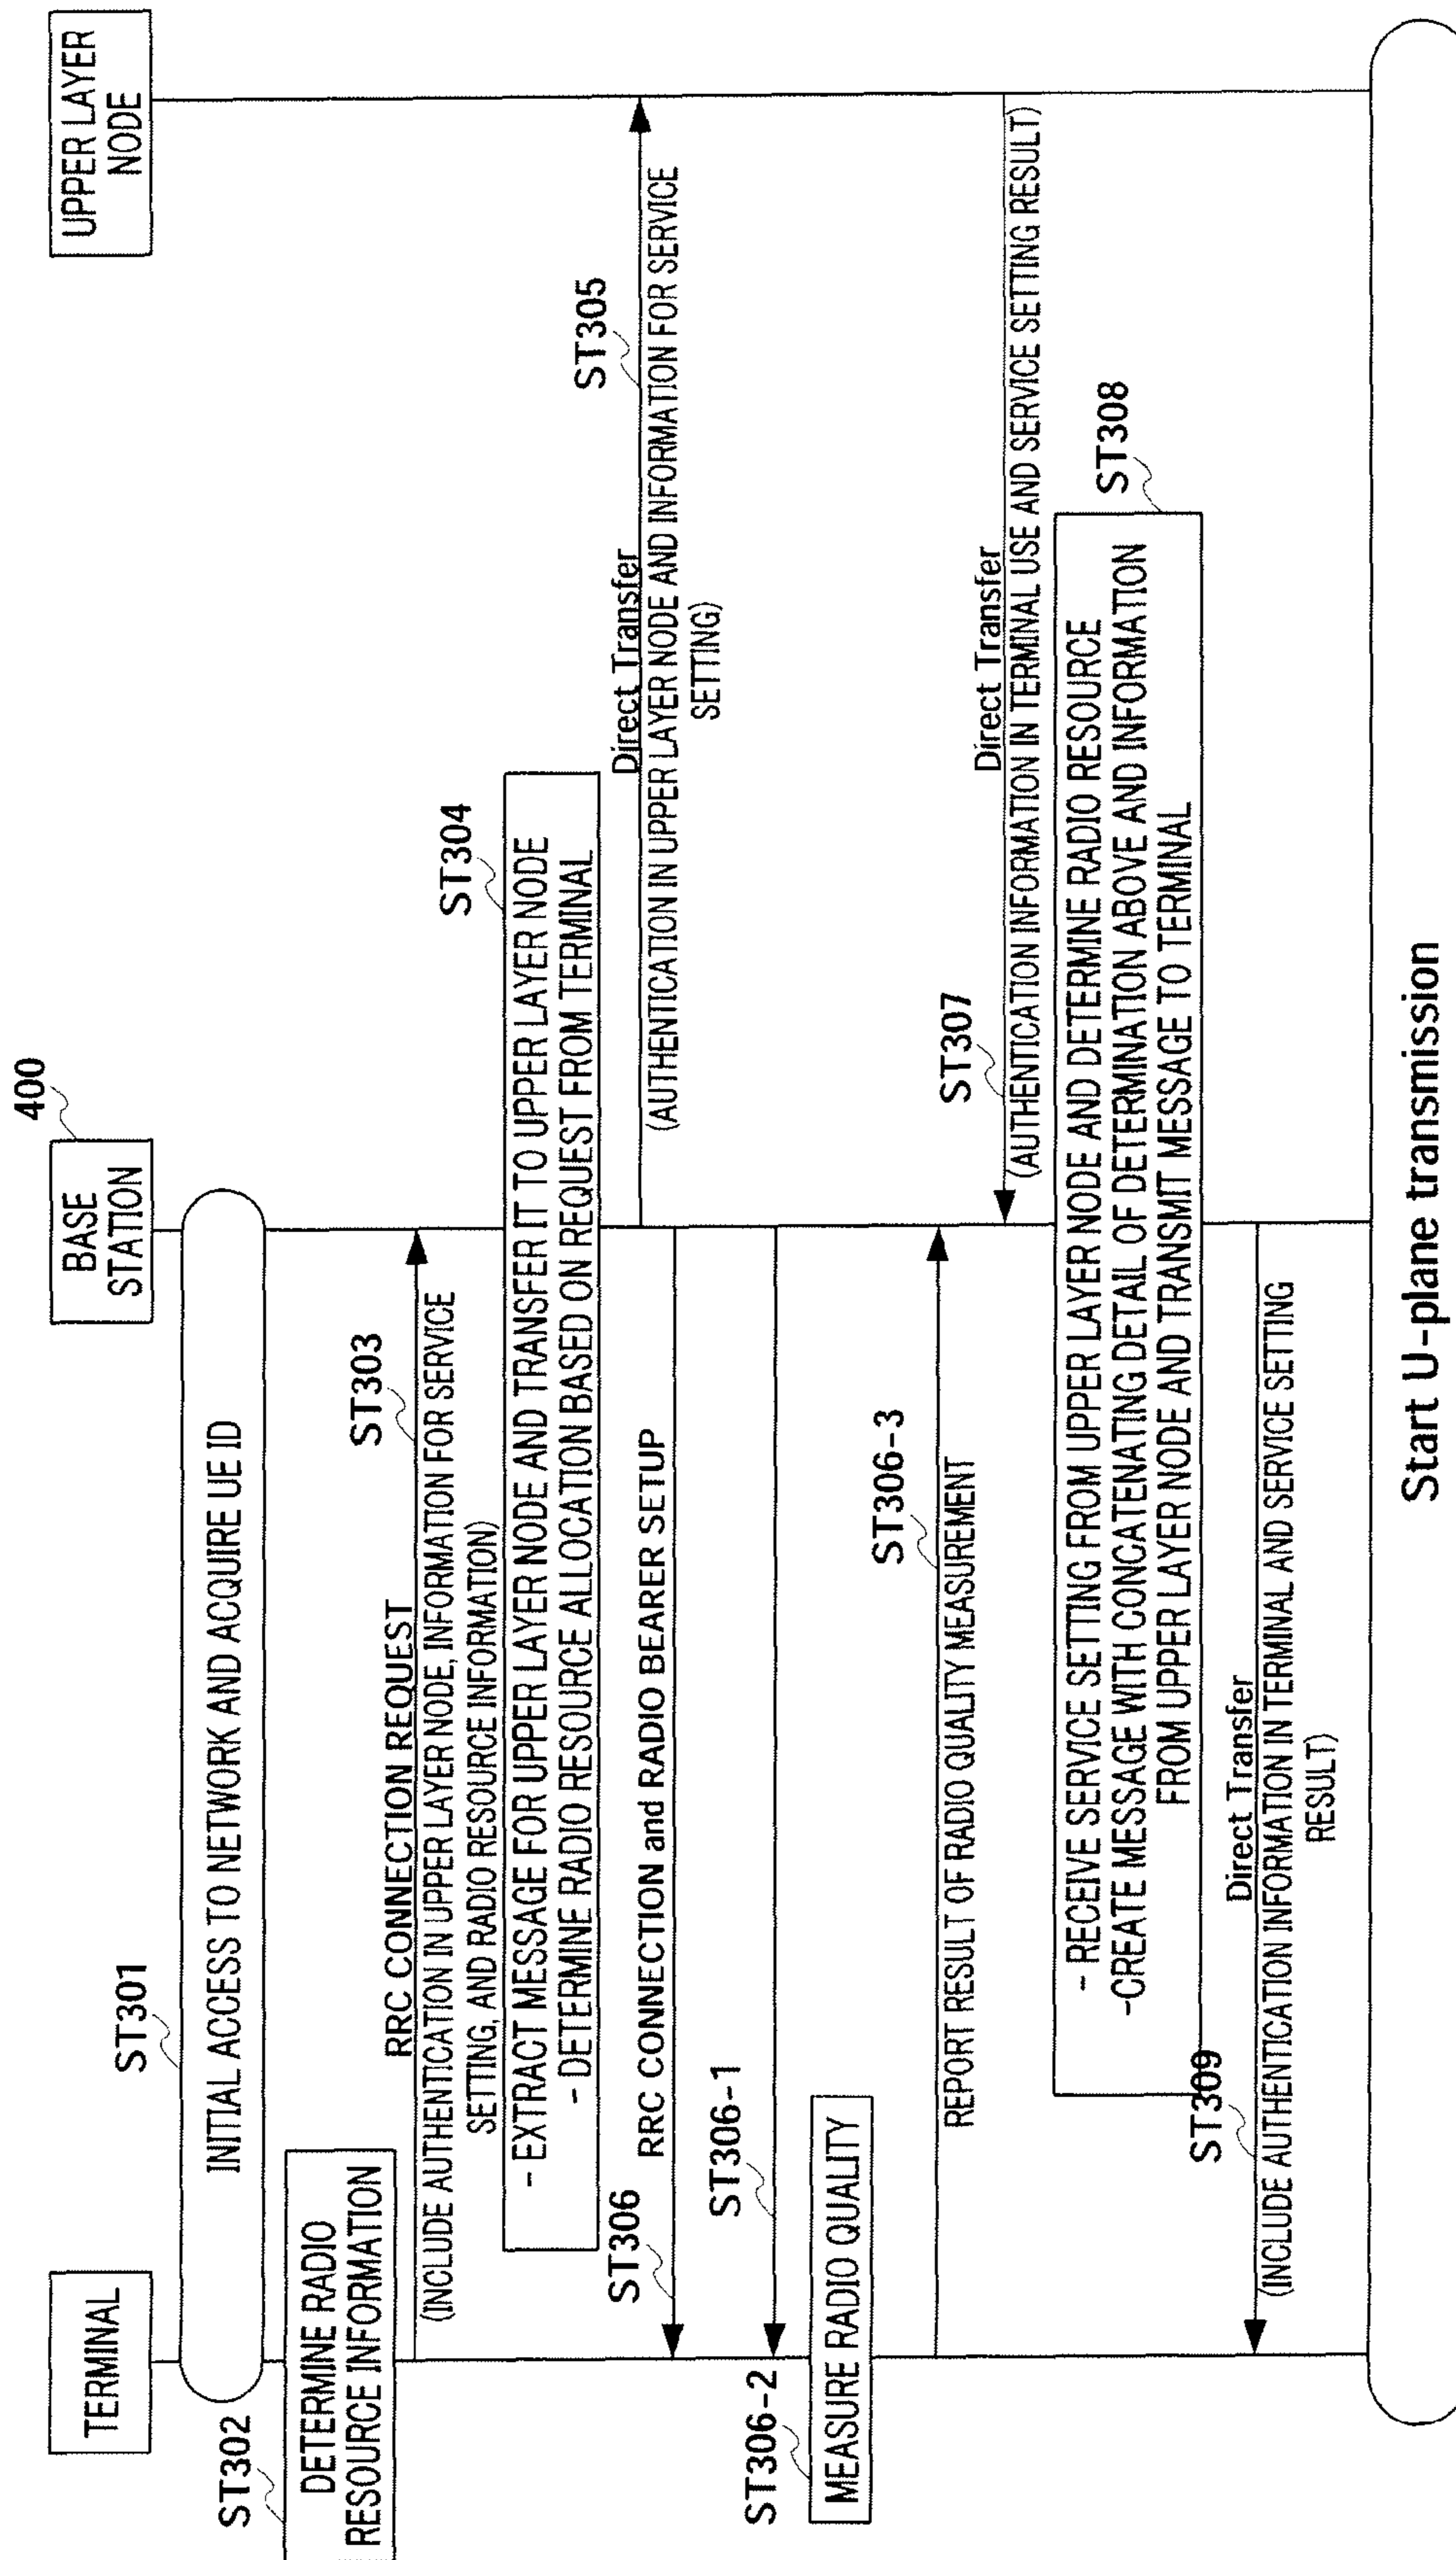 TERMINAL
BASE
STATION
400
UPPER LAYER
NODE
ST301
INITIAL ACCESS TO NETWORK AND ACQUIRE UE ID
ST302
DETERMINE RADIO
RESOURCE INFORMATION
RRC CONNECTION REQUEST
ST303
(INCLUDE AUTHENTICATION IN UPPER LAYER NODE, INFORMATION FOR SERVICE
SETTING, AND RADIO RESOURCE INFORMATION)
ST304
- EXTRACT MESSAGE FOR UPPER LAYER NODE AND TRANSFER IT TO UPPER LAYER NODE
- DETERMINE RADIO RESOURCE ALLOCATION BASED ON REQUEST FROM TERMINAL
Direct Transfer
ST305
(AUTHENTICATION IN UPPER LAYER NODE AND INFORMATION FOR SERVICE
SETTING)
ST306
RRC CONNECTION and RADIO BEARER SETUP
ST306-1
ST306-2
MEASURE RADIO QUALITY
ST306-3
REPORT RESULT OF RADIO QUALITY MEASUREMENT
ST307
Direct Transfer
(AUTHENTICATION INFORMATION IN TERMINAL USE AND SERVICE SETTING RESULT)
ST308
- RECEIVE SERVICE SETTING FROM UPPER LAYER NODE AND DETERMINE RADIO RESOURCE
-CREATE MESSAGE WITH CONCATENATING DETAIL OF DETERMINATION ABOVE AND INFORMATION
FROM UPPER LAYER NODE AND TRANSMIT MESSAGE TO TERMINAL
ST309
Direct Transfer
(INCLUDE AUTHENTICATION INFORMATION IN TERMINAL AND SERVICE SETTING
RESULT)
Start U-plane transmission